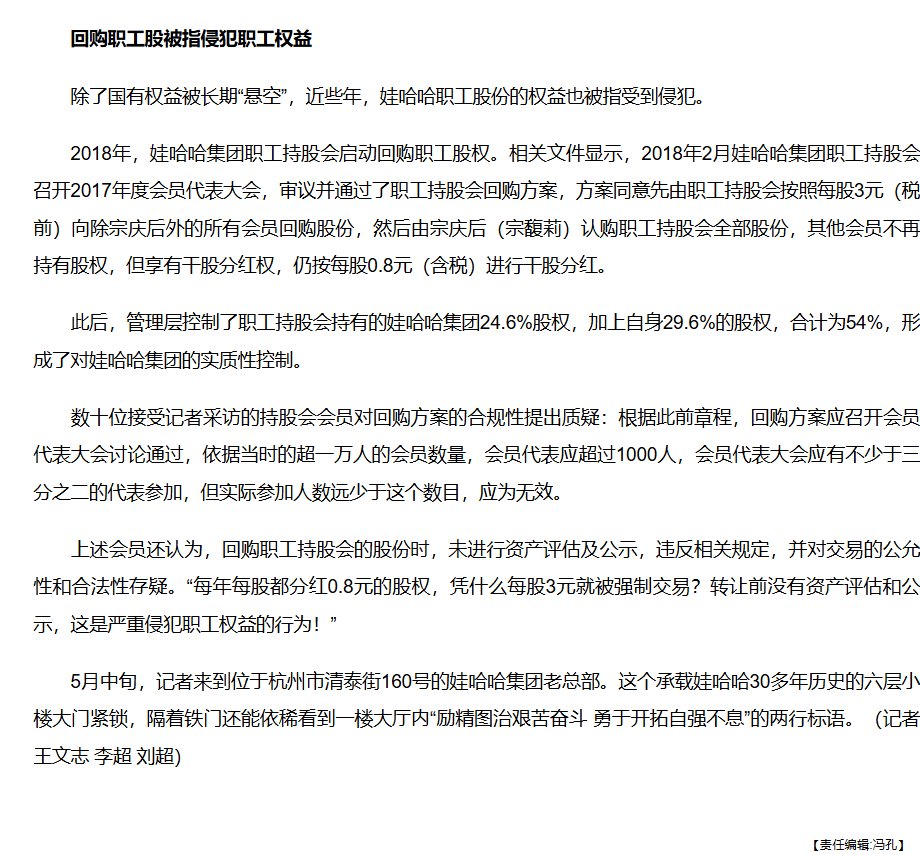 回购职工股被指侵犯职工权益
除了国有权益被长期“悬空”，近些年，娃哈哈职工股份的权益也被指受到侵犯。
2018年，娃哈哈集团职工持股会启动回购职工股权。相关文件显示，2018年2月娃哈哈集团职工持股会
召开2017年度会员代表大会，审议并通过了职工持股会回购方案，方案同意先由职工持股会按照每股3元（税
前）向除宗庆后外的所有会员回购股份，然后由宗庆后（宗馥莉）认购职工持股会全部股份，其他会员不再
持有股权，但享有干股分红权，仍按每股0.8元（含税）进行干股分红。
此后，管理层控制了职工持股会持有的娃哈哈集团24.6%股权，加上自身29.6%的股权，合计为54%，形
成了对娃哈哈集团的实质性控制。
数十位接受记者采访的持股会会员对回购方案的合规性提出质疑：根据此前章程，回购方案应召开会员
代表大会讨论通过，依据当时的超一万人的会员数量，会员代表应超过1000人，会员代表大会应有不少于三
分之二的代表参加，但实际参加人数远少于这个数目，应为无效。
上述会员还认为，回购职工持股会的股份时，未进行资产评估及公示，违反相关规定，并对交易的公允
性和合法性存疑。“每年每股都分红0.8元的股权，凭什么每股3元就被强制交易？转让前没有资产评估和公
示，这是严重侵犯职工权益的行为！”
5月中旬，记者来到位于杭州市清泰街160号的娃哈哈集团老总部。这个承载娃哈哈30多年历史的六层小
楼大门紧锁，隔着铁门还能依稀看到一楼大厅内“励精图治艰苦奋斗 勇于开拓自强不息”的两行标语。（记者
王文志 李超 刘超）
【责任编辑:冯孔】